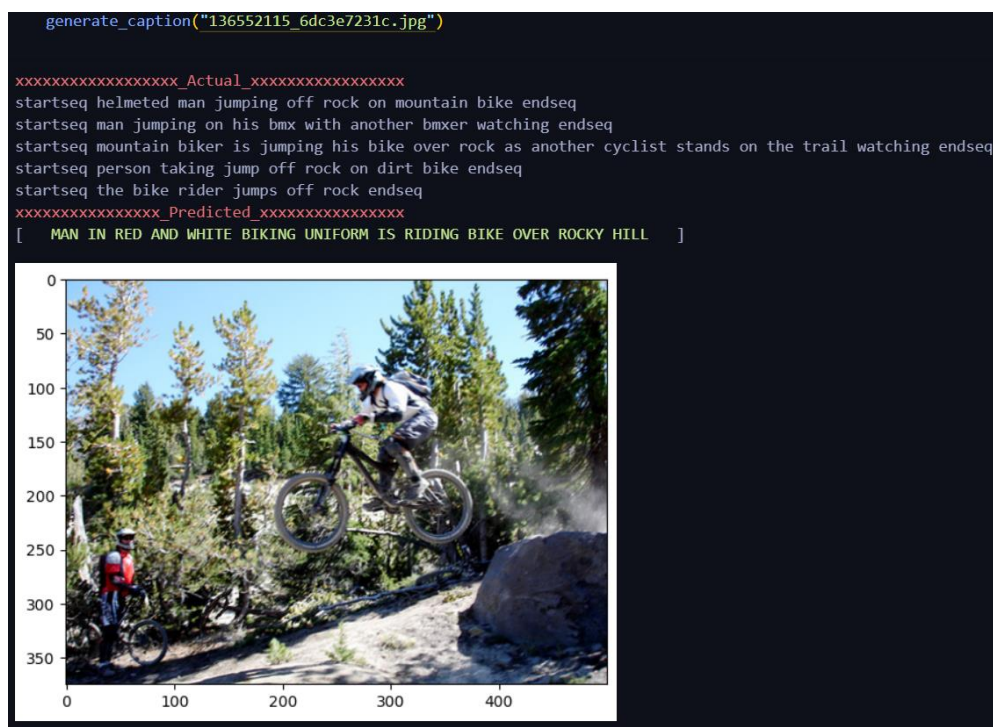 generate_caption("136552115_6dc3e7231c.jpg")
xxxxxxxxxxxxxxxxxx_Actual_xxxxxxxxxxxxxxxxx
startseq helmeted man jumping off rock on mountain bike endseq
startseq man jumping on his bmx with another bmxer watching endseq
startseq mountain biker is jumping his bike over rock as another cyclist stands on the trail watching endseq
startseq person taking jump off rock on dirt bike endseq
startseq the bike rider jumps off rock endseq
xxxxxxxxxxxxxxxx_Predicted_xxxxxxxxxxxxxxxx
[   MAN IN RED AND WHITE BIKING UNIFORM IS RIDING BIKE OVER ROCKY HILL   ]
0
50
100
150
200
250
300
350
0 100 200 300 400